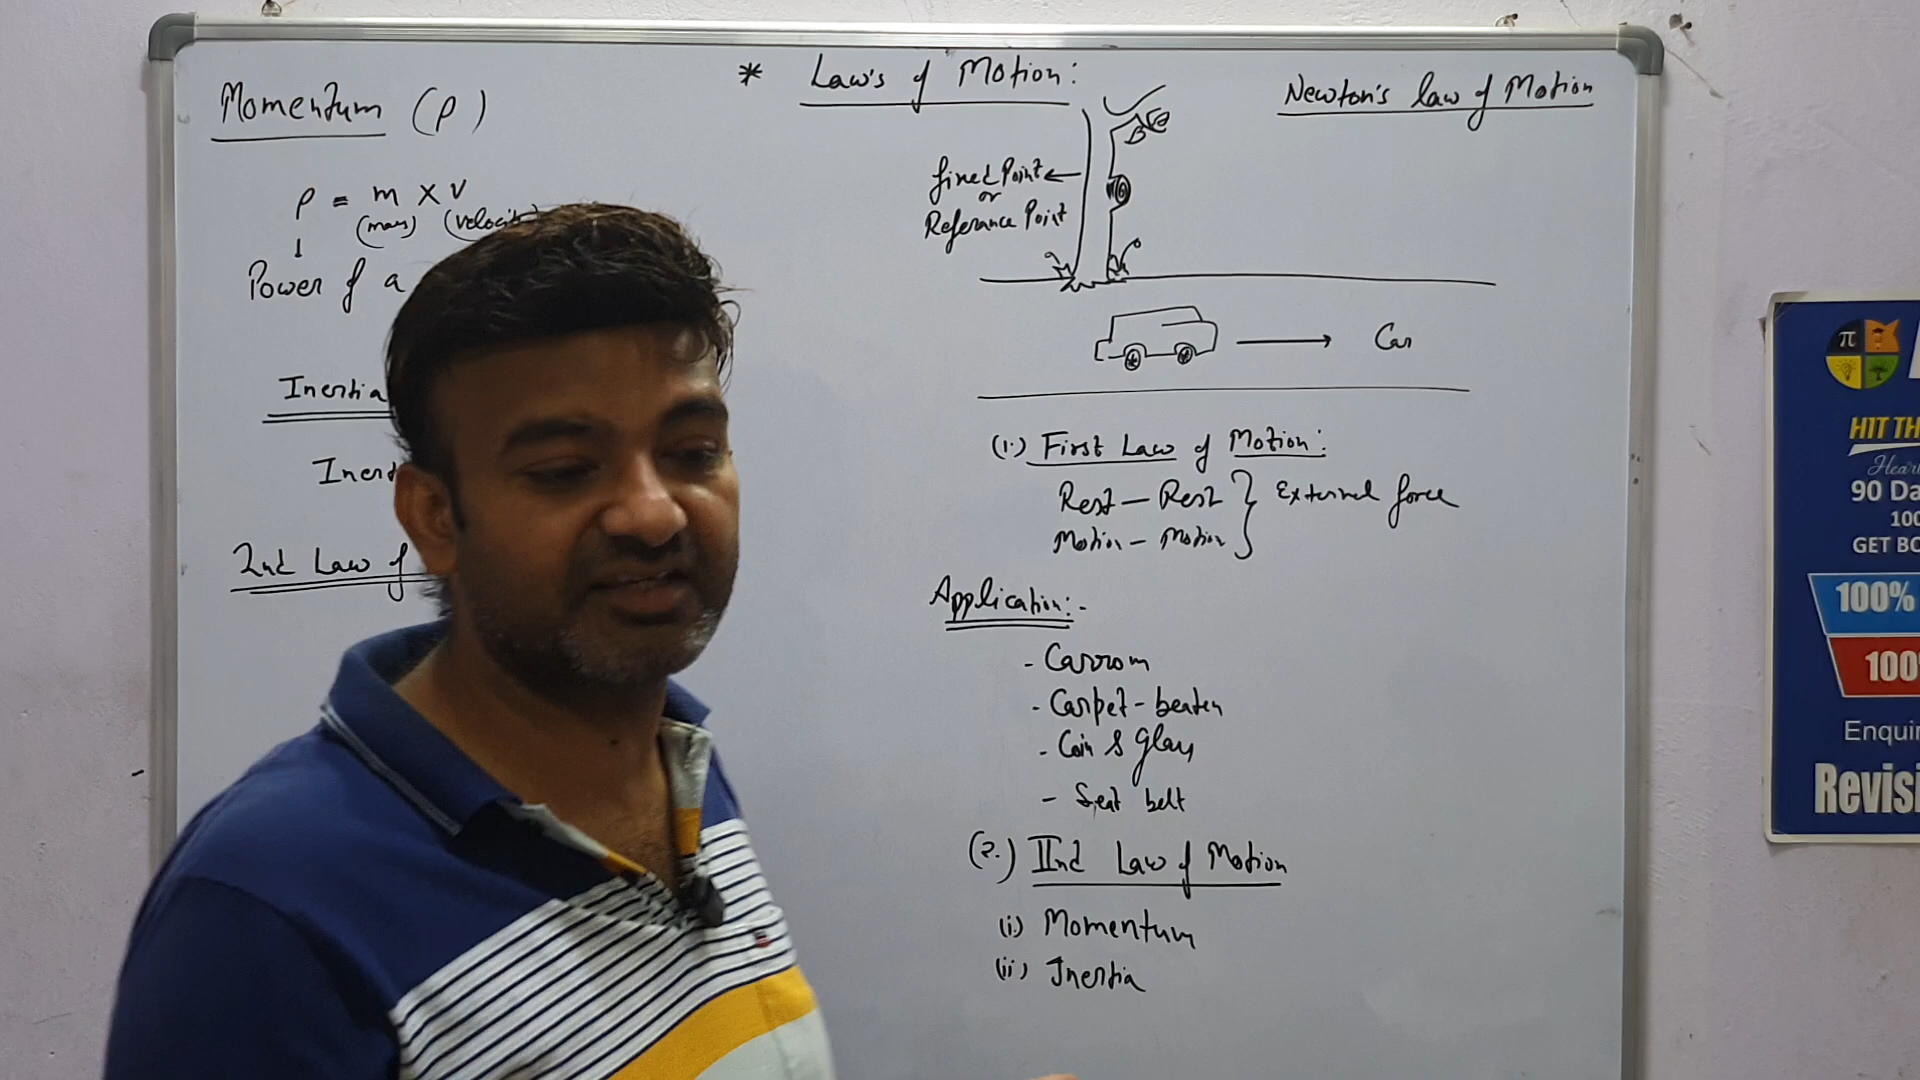 * Law's of Motion:
Newton's law of Motion
Momentum (P)
P = m x v
(mass) (velocity
Power of a
Inertia
Inert
2nd Law of
fixed Point
or
Referance Point
Car
(1.) First Law of Motion:
Rest - Rest } External force
Motion - Motion
Application:-
- Carrom
- Carpet-beaten
- Coin & glass
- Seat belt
(2.) IInd Law of Motion
(i.) Momentum
(ii) Inertia
π
HIT TH
Hear
90 Da
100
GET BO
100%
100
Enquir
Revisi